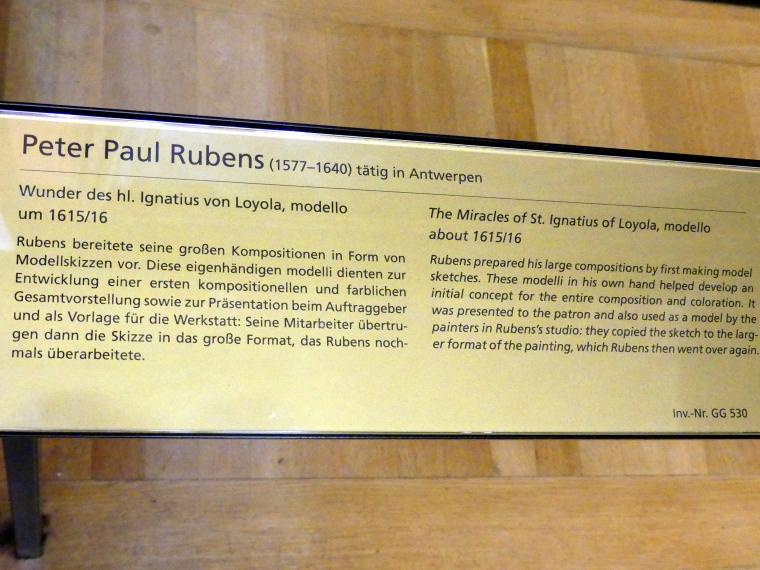 Peter Paul Rubens (1577–1640) tätig in Antwerpen
Wunder des hl. Ignatius von Loyola, modello
um 1615/16
Rubens bereitete seine großen Kompositionen in Form von
Modellskizzen vor. Diese eigenhändigen modelli dienten zur
Entwicklung einer ersten kompositionellen und farblichen
Gesamtvorstellung sowie zur Präsentation beim Auftraggeber
und als Vorlage für die Werkstatt: Seine Mitarbeiter übertru-
gen dann die Skizze in das große Format, das Rubens noch-
mals überarbeitete.
The Miracles of St. Ignatius of Loyola, modello
about 1615/16
Rubens prepared his large compositions by first making model
sketches. These modelli in his own hand helped develop an
initial concept for the entire composition and coloration. It
was presented to the patron and also used as a model by the
painters in Rubens's studio: they copied the sketch to the larg-
er format of the painting, which Rubens then went over again.
Inv.-Nr. GG 530